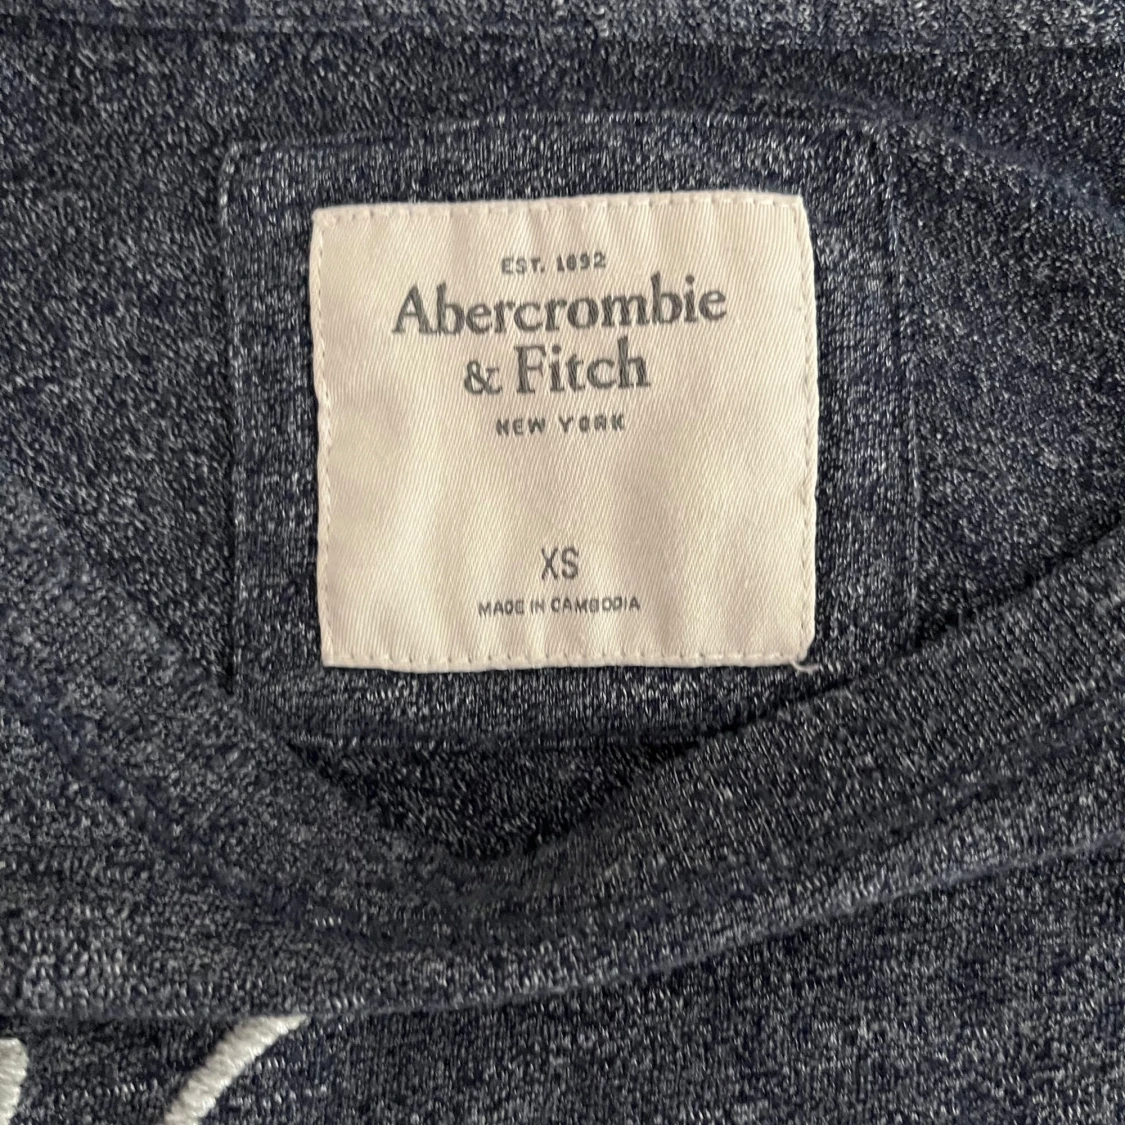 EST. 1892
Abercrombie
& Fitch
NEW YORK
XS
MADE IN CAMBODIA